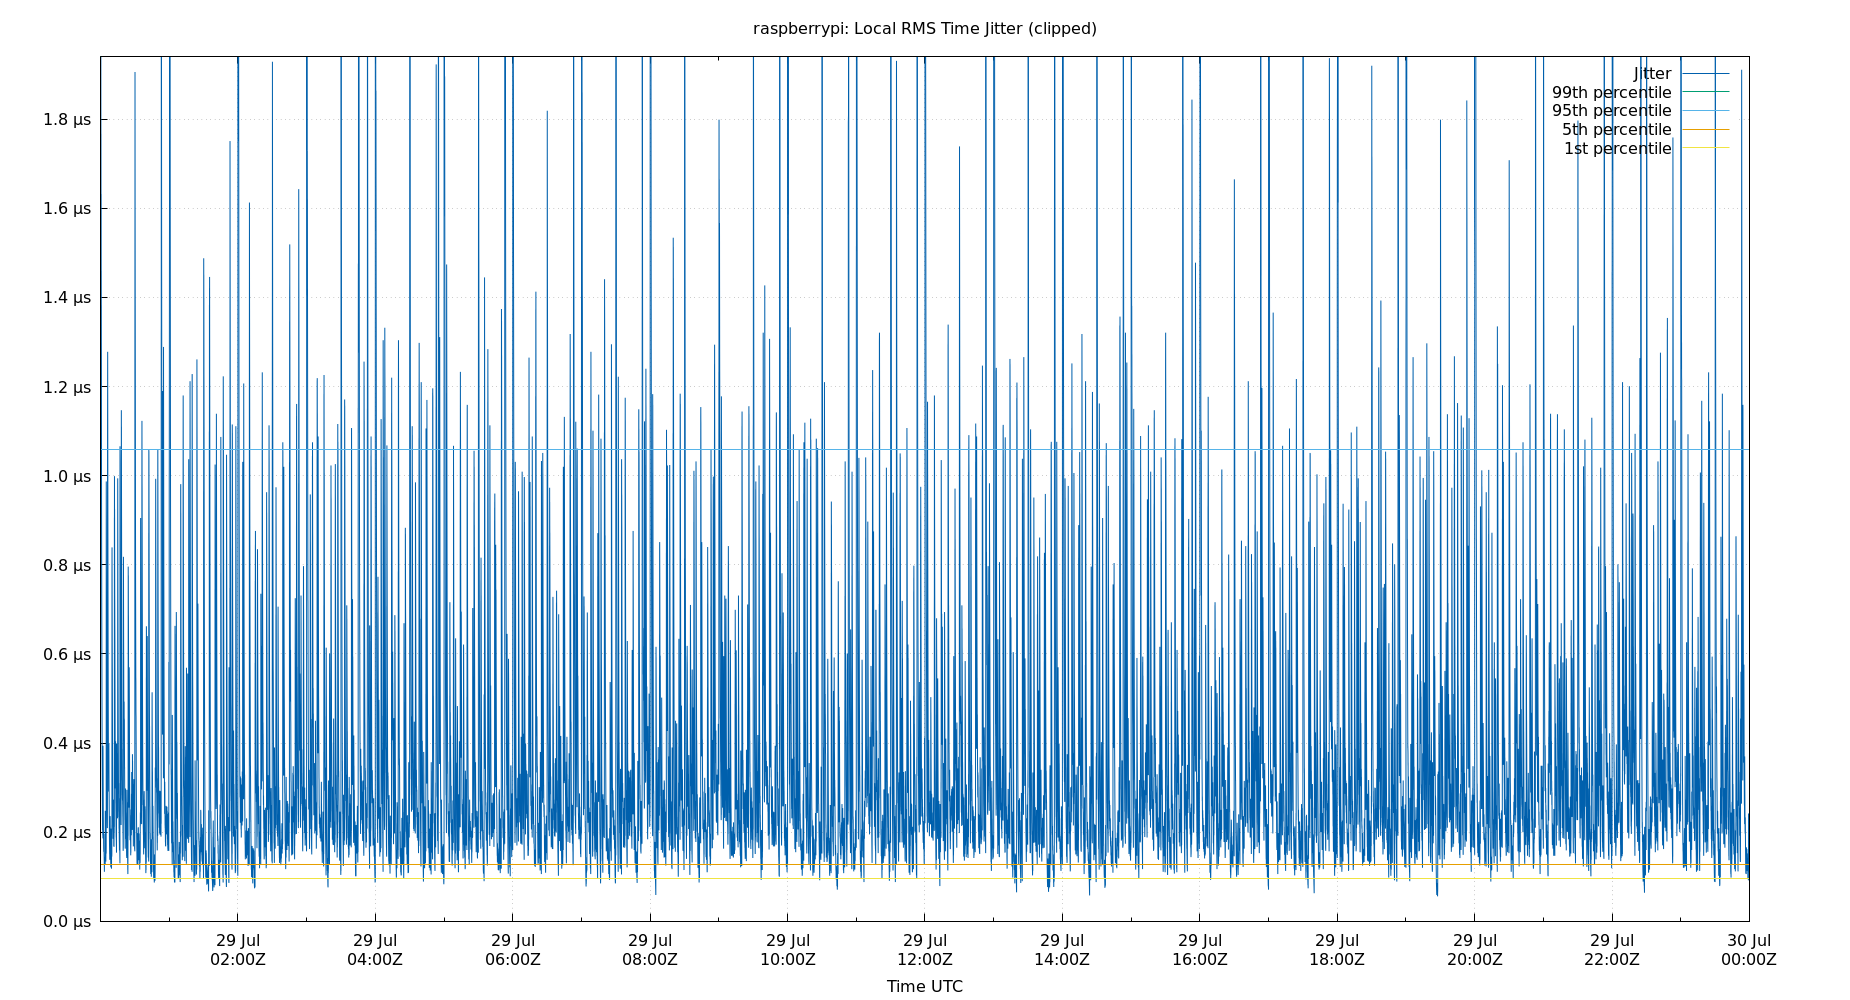 raspberrypi: Local RMS Time Jitter (clipped)
Jitter
99th percentile
95th percentile
5th percentile
1st percentile
1.8 µs
1.6 µs
1.4 µs
1.2 µs
1.0 µs
0.8 µs
0.6 µs
0.4 µs
0.2 µs
0.0 µs
29 Jul 29 Jul 29 Jul 29 Jul 29 Jul 29 Jul 29 Jul 29 Jul 29 Jul 29 Jul 29 Jul 30 Jul
02:00Z 04:00Z 06:00Z 08:00Z 10:00Z 12:00Z 14:00Z 16:00Z 18:00Z 20:00Z 22:00Z 00:00Z
Time UTC